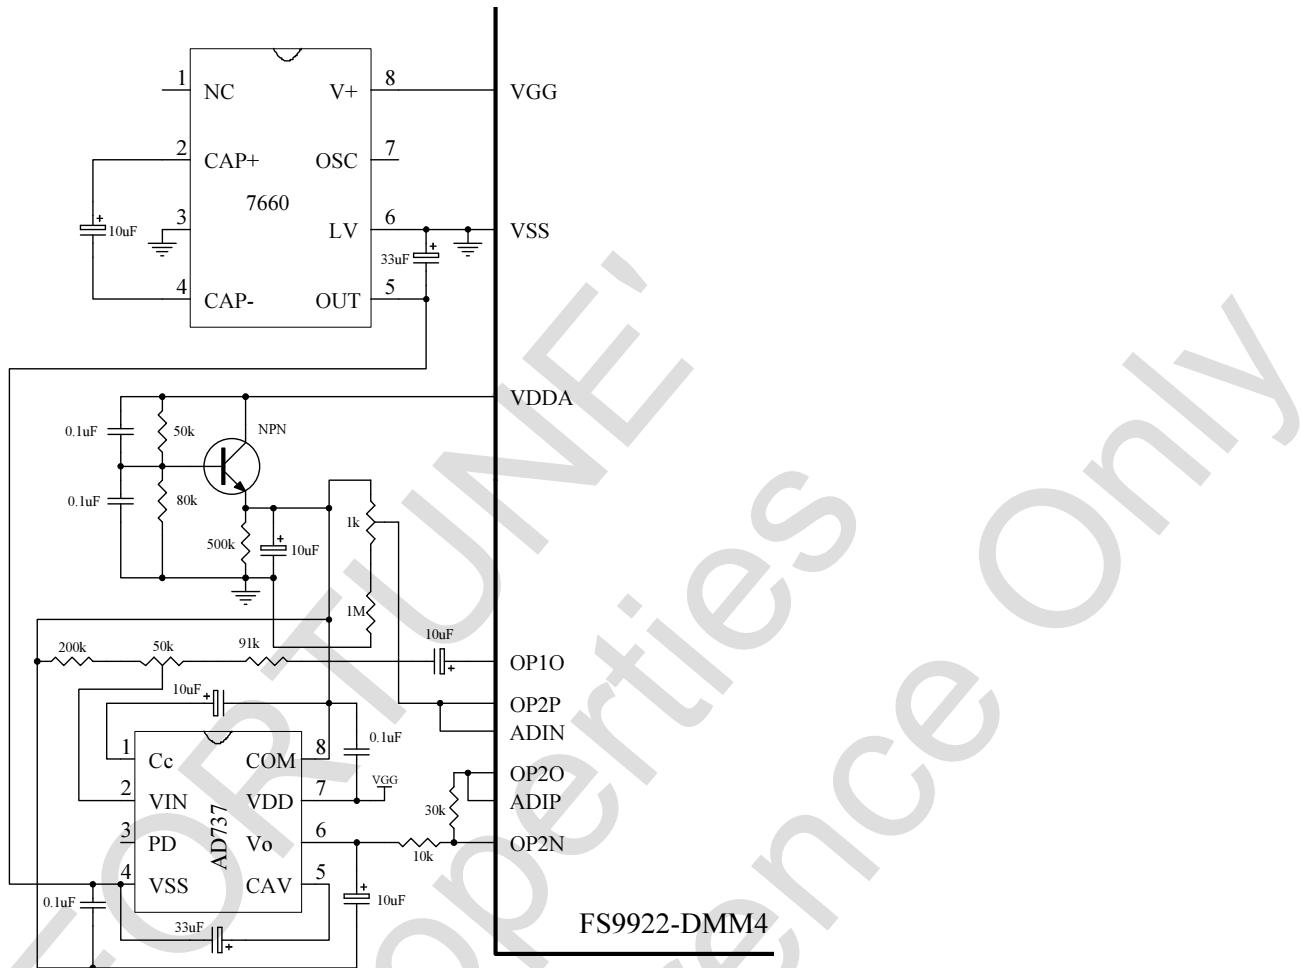 1 NC V+ 8 VGG
2 CAP+ OSC 7
7660
10uF
+
3 LV 6 VSS
+
33uF
4 CAP- OUT 5
VDDA
0.1uF 50k NPN
0.1uF 80k
1k
500k + 10uF
1M
200k 50k 91k 10uF + OP1O
10uF + OP2P
ADIN
1 Cc COM 8 0.1uF
OP2O
2 VIN VDD 7 VGG ADIP
30k
AD737
3 PD Vo 6 OP2N
10k
4 VSS CAV 5
0.1uF + 10uF
33uF +
FS9922-DMM4
FORTUNE'
Properties
Reference Only